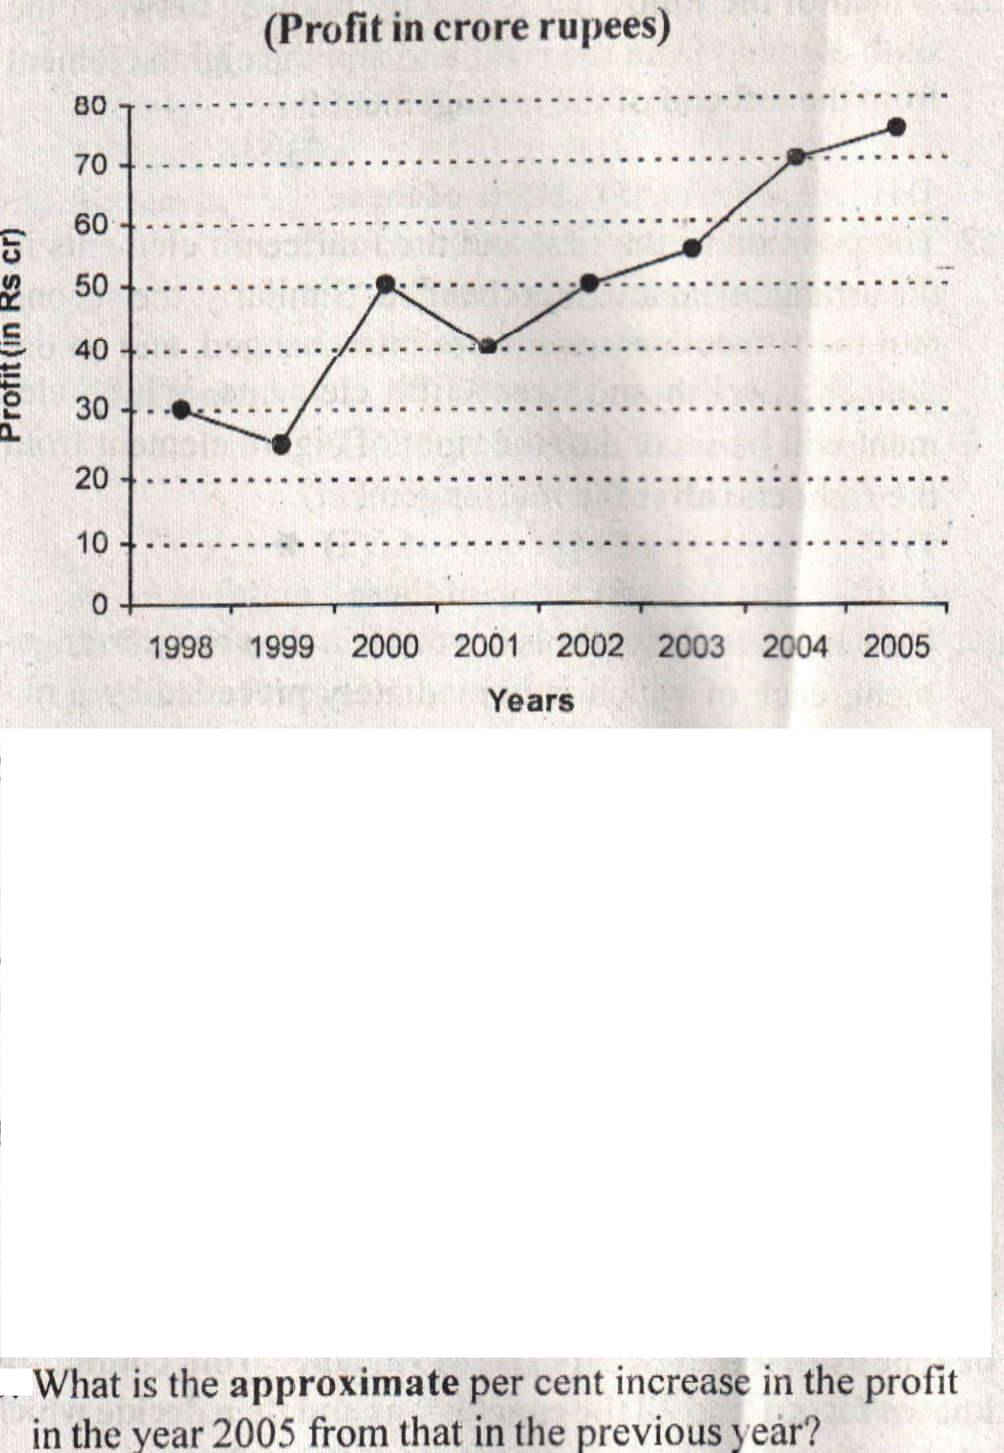 (Profit in crore rupees)
80
70
60
50
40
30
20
10
0
Profit (in Rs cr)
1998 1999 2000 2001 2002 2003 2004 2005
Years
What is the approximate per cent increase in the profit
in the year 2005 from that in the previous year?